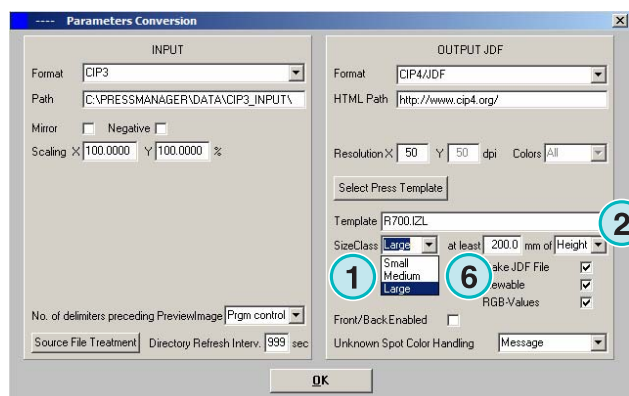 ---- Parameters Conversion
INPUT
Format CIP3
Path C:\PRESSMANAGER\DATA\CIP3_INPUT\
Mirror Negative
Scaling X 100.0000 Y 100.0000 %
No. of delimiters preceding PreviewImage Prgm control
Source File Treatment Directory Refresh Interv. 999 sec
OUTPUT JDF
Format CIP4/JDF
HTML Path http://www.cip4.org/
Resolution X 50 Y 50 dpi Colors All
Select Press Template
Template R700.IZL
2
SizeClass Large at least 200.0 mm of Height
Small
Medium
Large
1
6
ake JDF File
ewable
RGB-Values
Front/Back Enabled
Unknown Spot Color Handling Message
OK